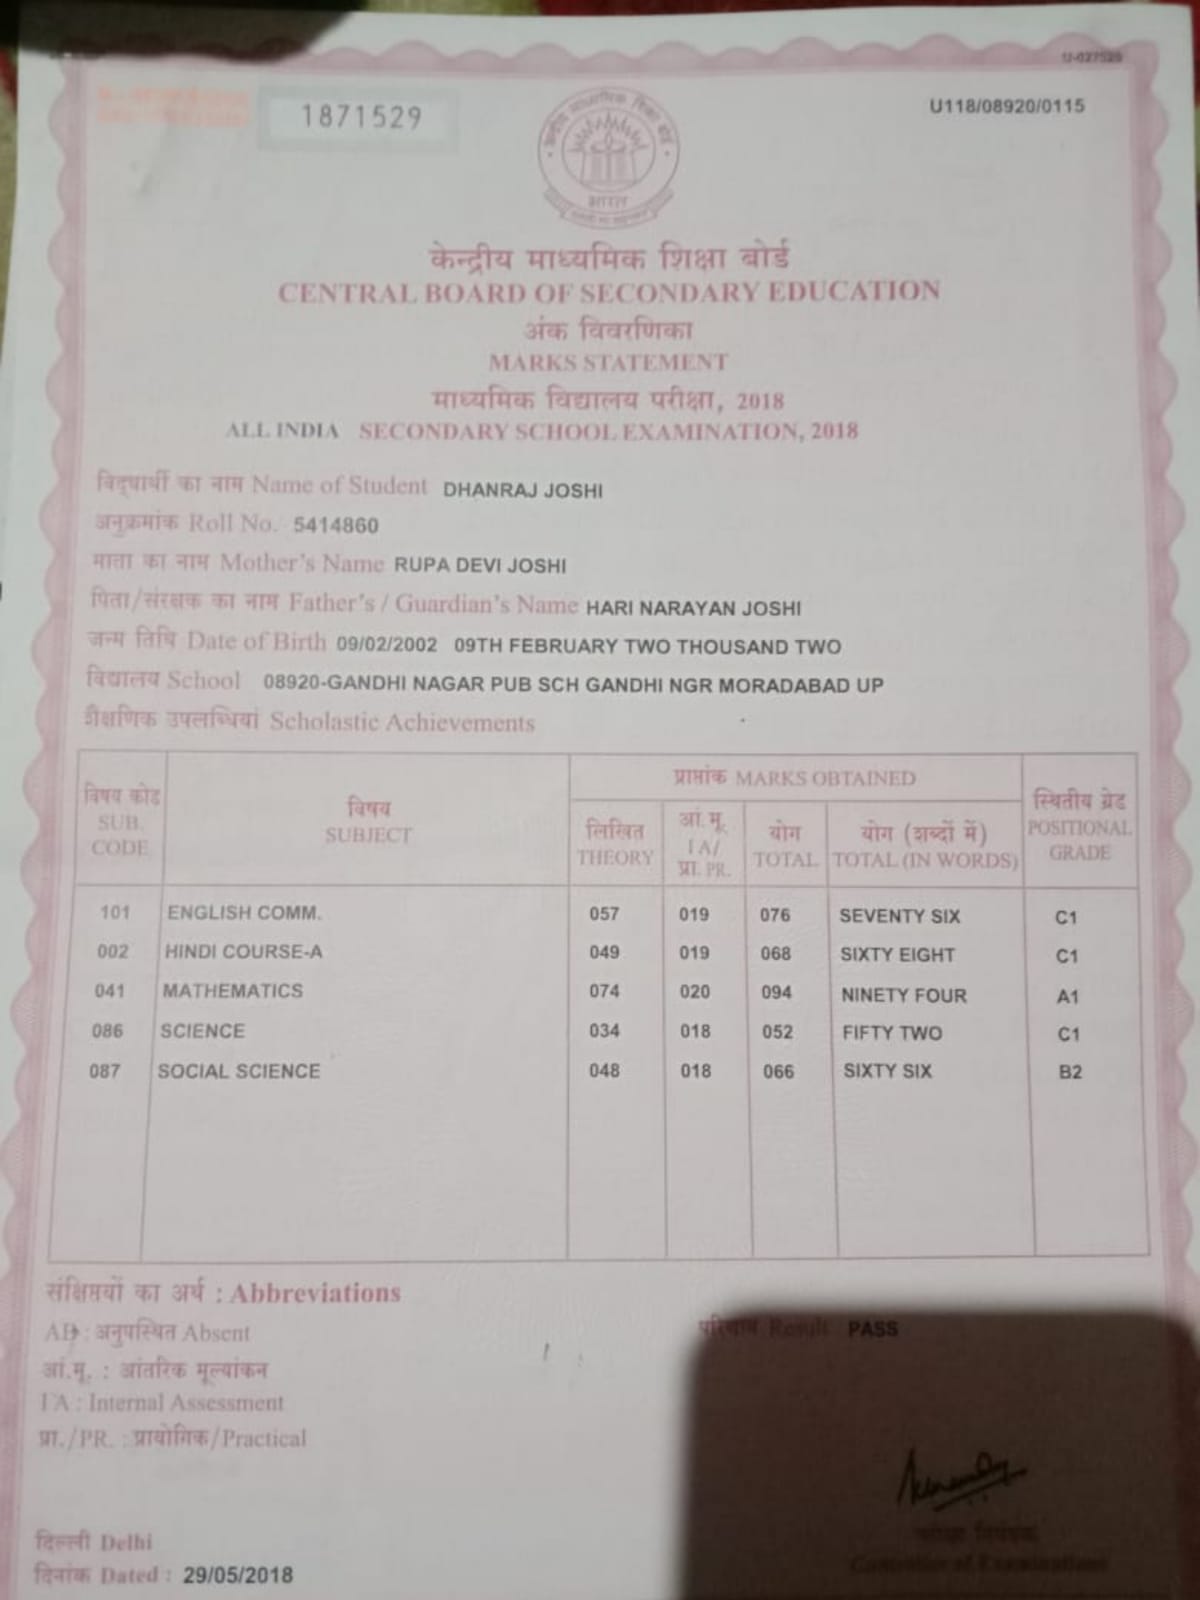 U-027529
1871529
U118/08920/0115
भारत
केन्द्रीय माध्यमिक शिक्षा बोर्ड
CENTRAL BOARD OF SECONDARY EDUCATION
अंक विवरणिका
MARKS STATEMENT
माध्यमिक विद्यालय परीक्षा, 2018
ALL INDIA SECONDARY SCHOOL EXAMINATION, 2018
विद्यार्थी का नाम Name of Student DHANRAJ JOSHI
अनुक्रमांक Roll No. 5414860
माता का नाम Mother's Name RUPA DEVI JOSHI
पिता/संरक्षक का नाम Father's / Guardian's Name HARI NARAYAN JOSHI
जन्म तिथि Date of Birth 09/02/2002 09TH FEBRUARY TWO THOUSAND TWO
विद्यालय School 08920-GANDHI NAGAR PUB SCH GANDHI NGR MORADABAD UP
शैक्षणिक उपलब्धियां Scholastic Achievements
विषय कोड SUB. CODE
विषय SUBJECT
प्राप्तांक MARKS OBTAINED
लिखित THEORY
आं.मू. I A/ प्रा. PR.
योग TOTAL
योग (शब्दों में) TOTAL (IN WORDS)
स्थितीय ग्रेड POSITIONAL GRADE
101 ENGLISH COMM. 057 019 076 SEVENTY SIX C1
002 HINDI COURSE-A 049 019 068 SIXTY EIGHT C1
041 MATHEMATICS 074 020 094 NINETY FOUR A1
086 SCIENCE 034 018 052 FIFTY TWO C1
087 SOCIAL SCIENCE 048 018 066 SIXTY SIX B2
संक्षिप्तयों का अर्थ : Abbreviations
AB : अनुपस्थित Absent
परिणाम Result PASS
आं.मू. : आंतरिक मूल्यांकन
I A : Internal Assessment
प्रा./PR. : प्रायोगिक/Practical
परीक्षा नियंत्रक
Controller of Examinations
दिल्ली Delhi
दिनांक Dated : 29/05/2018